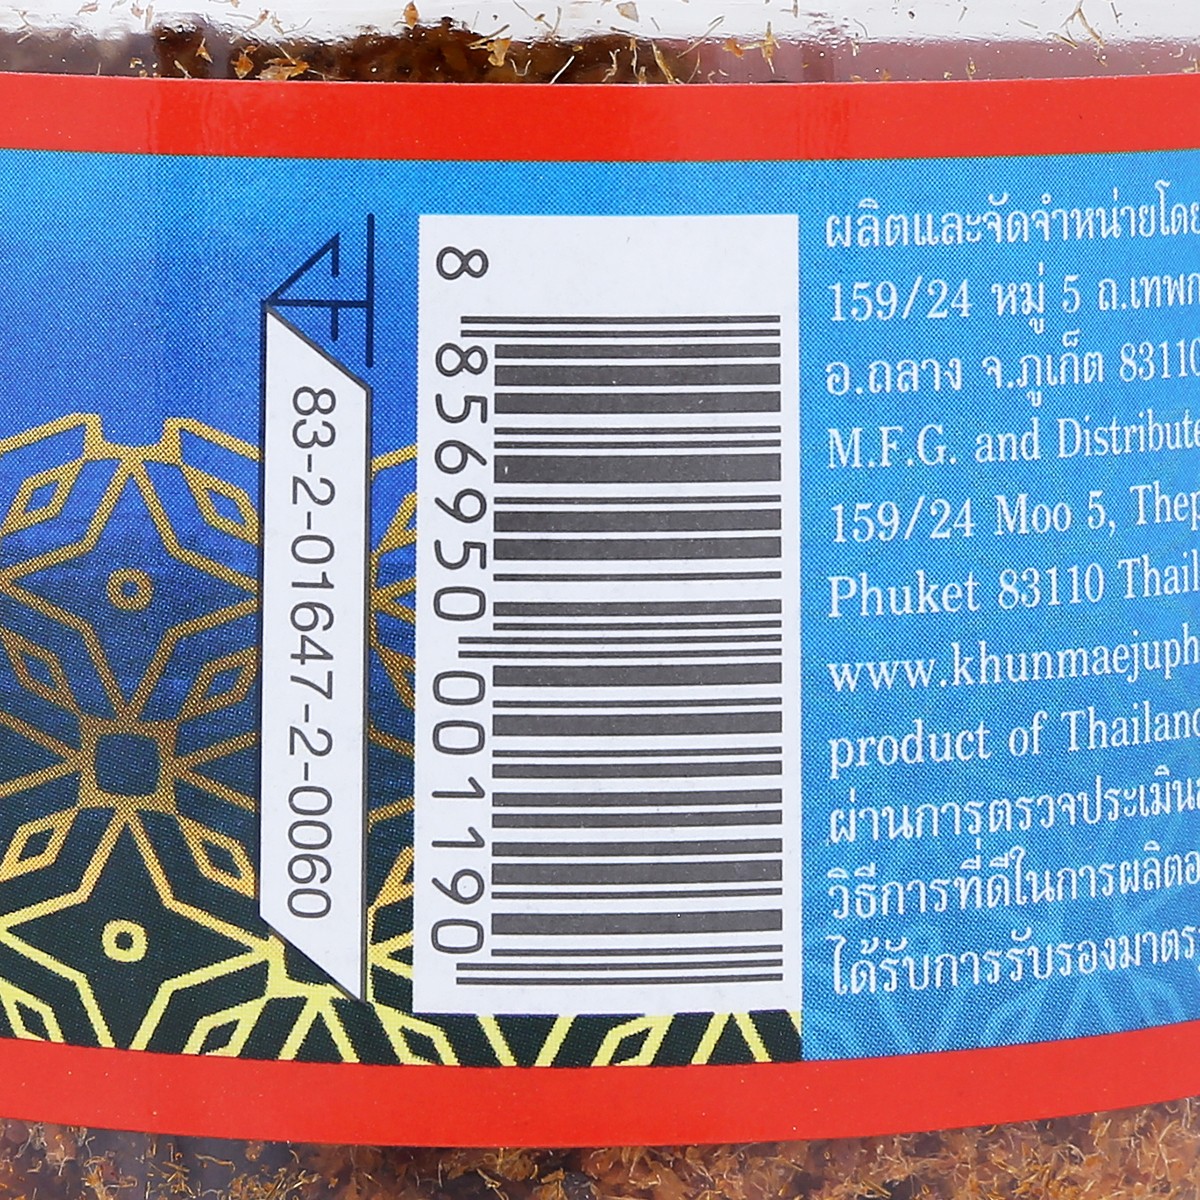 อย
83-2-01647-2-0060
8 856950 001190
ผลิตและจัดจำหน่ายโดย
159/24 หมู่ 5 ถ.เทพก
อ.ถลาง จ.ภูเก็ต 83110
M.F.G. and Distribute
159/24 Moo 5, Thep
Phuket 83110 Thail
www.khunmaejuph
product of Thailand
ผ่านการตรวจประเมิน
วิธีการที่ดีในการผลิตอ
ได้รับการรับรองมาตร